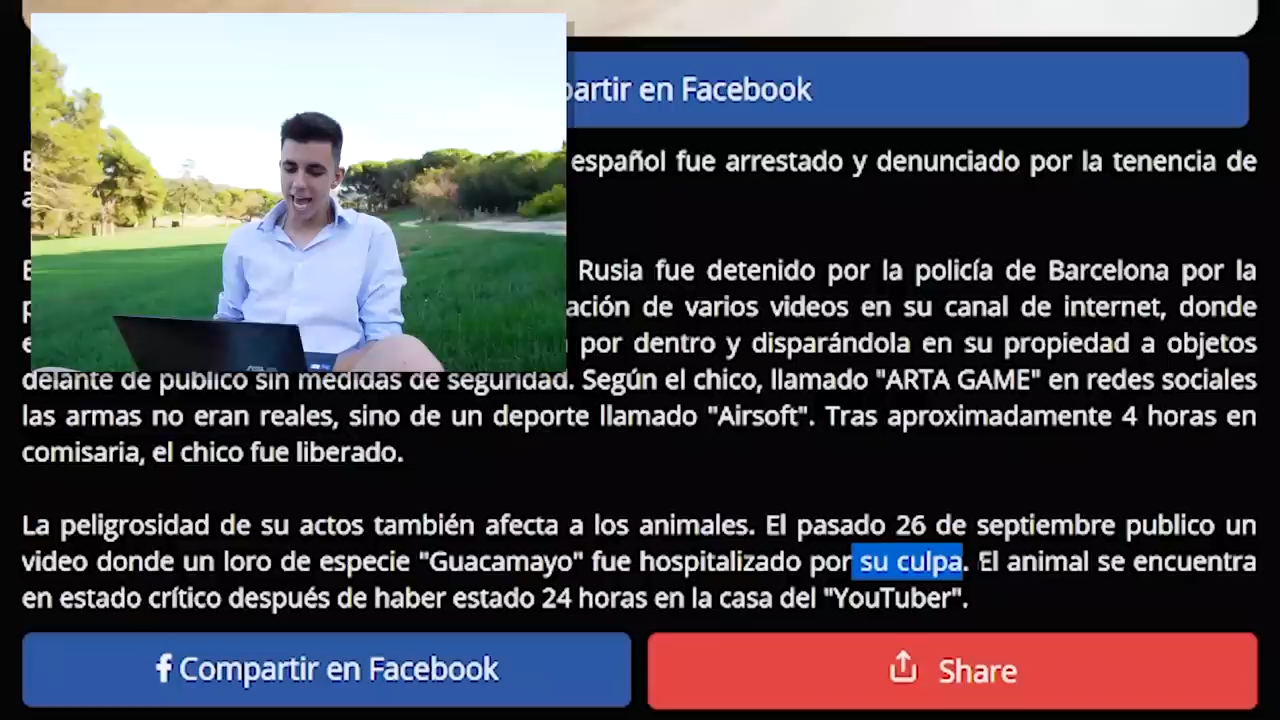 partir en Facebook
español fue arrestado y denunciado por la tenencia de
Rusia fue detenido por la policía de Barcelona por la
ación de varios videos en su canal de internet, donde
por dentro y disparándola en su propiedad a objetos
delante de publico sin medidas de seguridad. Según el chico, llamado "ARTA GAME" en redes sociales
las armas no eran reales, sino de un deporte llamado "Airsoft". Tras aproximadamente 4 horas en
comisaria, el chico fue liberado.
La peligrosidad de su actos también afecta a los animales. El pasado 26 de septiembre publico un
video donde un loro de especie "Guacamayo" fue hospitalizado por su culpa. El animal se encuentra
en estado crítico después de haber estado 24 horas en la casa del "YouTuber".
Compartir en Facebook
Share